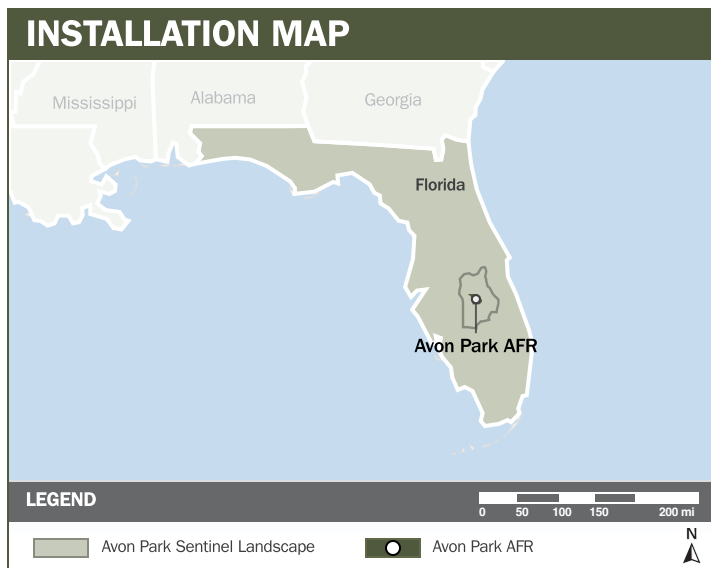 INSTALLATION MAP
Mississippi
Alabama
Georgia
Florida
Avon Park AFR
LEGEND
0 50 100 150 200 mi
Avon Park Sentinel Landscape
Avon Park AFR
N